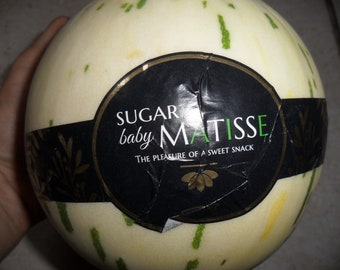 SUGAR
baby MATISSE
THE PLEASURE OF A SWEET SNACK